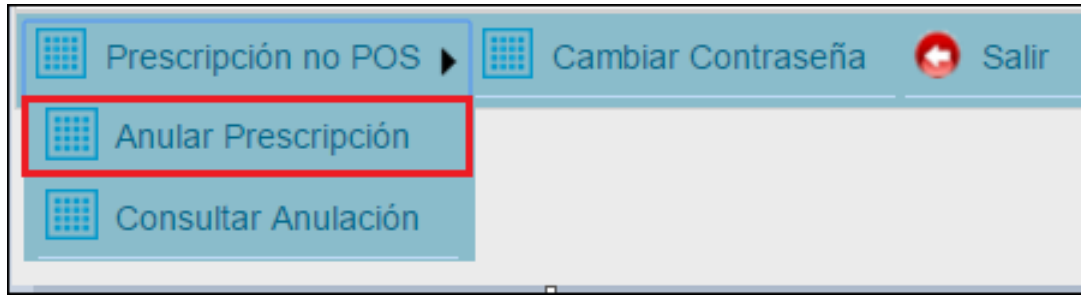 Prescripción no POS Cambiar Contraseña Salir
Anular Prescripción
Consultar Anulación